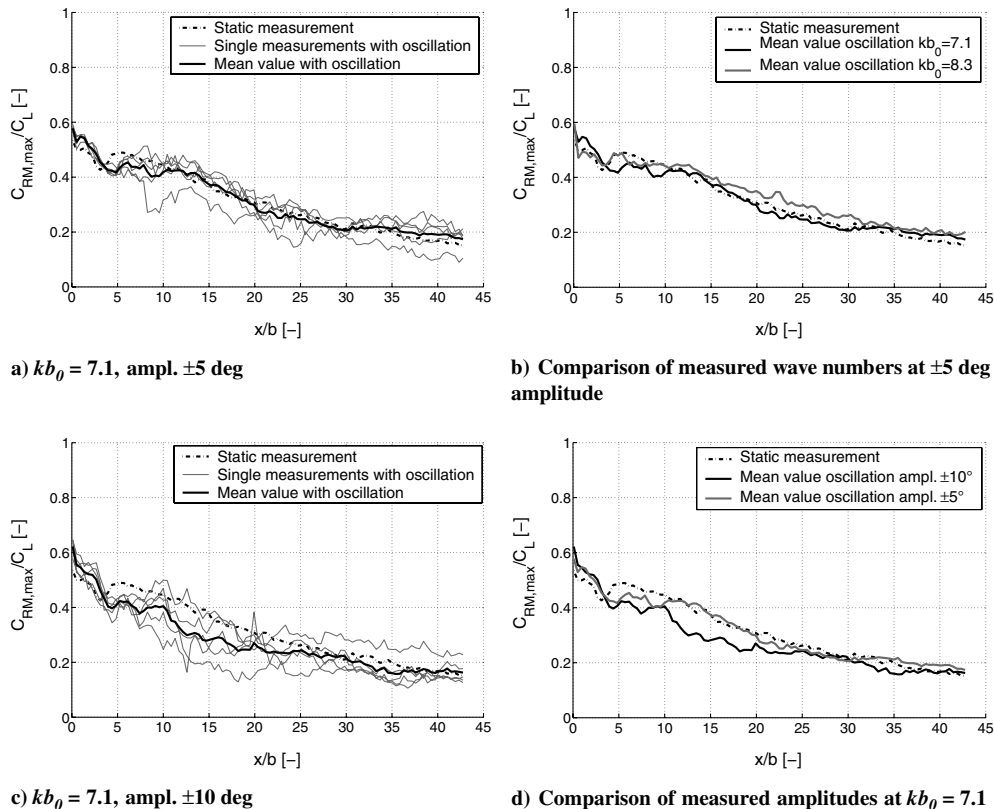 1
0.8
0.6
0.4
0.2
0
C_RM,max/C_L [−]
0 5 10 15 20 25 30 35 40 45
x/b [−]
Static measurement
Single measurements with oscillation
Mean value with oscillation
a) kb_0 = 7.1, ampl. ±5 deg
1
0.8
0.6
0.4
0.2
0
C_RM,max/C_L [−]
0 5 10 15 20 25 30 35 40 45
x/b [−]
Static measurement
Mean value oscillation kb_0=7.1
Mean value oscillation kb_0=8.3
b) Comparison of measured wave numbers at ±5 deg
amplitude
1
0.8
0.6
0.4
0.2
0
C_RM,max/C_L [−]
0 5 10 15 20 25 30 35 40 45
x/b [−]
Static measurement
Single measurements with oscillation
Mean value with oscillation
c) kb_0 = 7.1, ampl. ±10 deg
1
0.8
0.6
0.4
0.2
0
C_RM,max/C_L [−]
0 5 10 15 20 25 30 35 40 45
x/b [−]
Static measurement
Mean value oscillation ampl. ±10°
Mean value oscillation ampl. ±5°
d) Comparison of measured amplitudes at kb_0 = 7.1